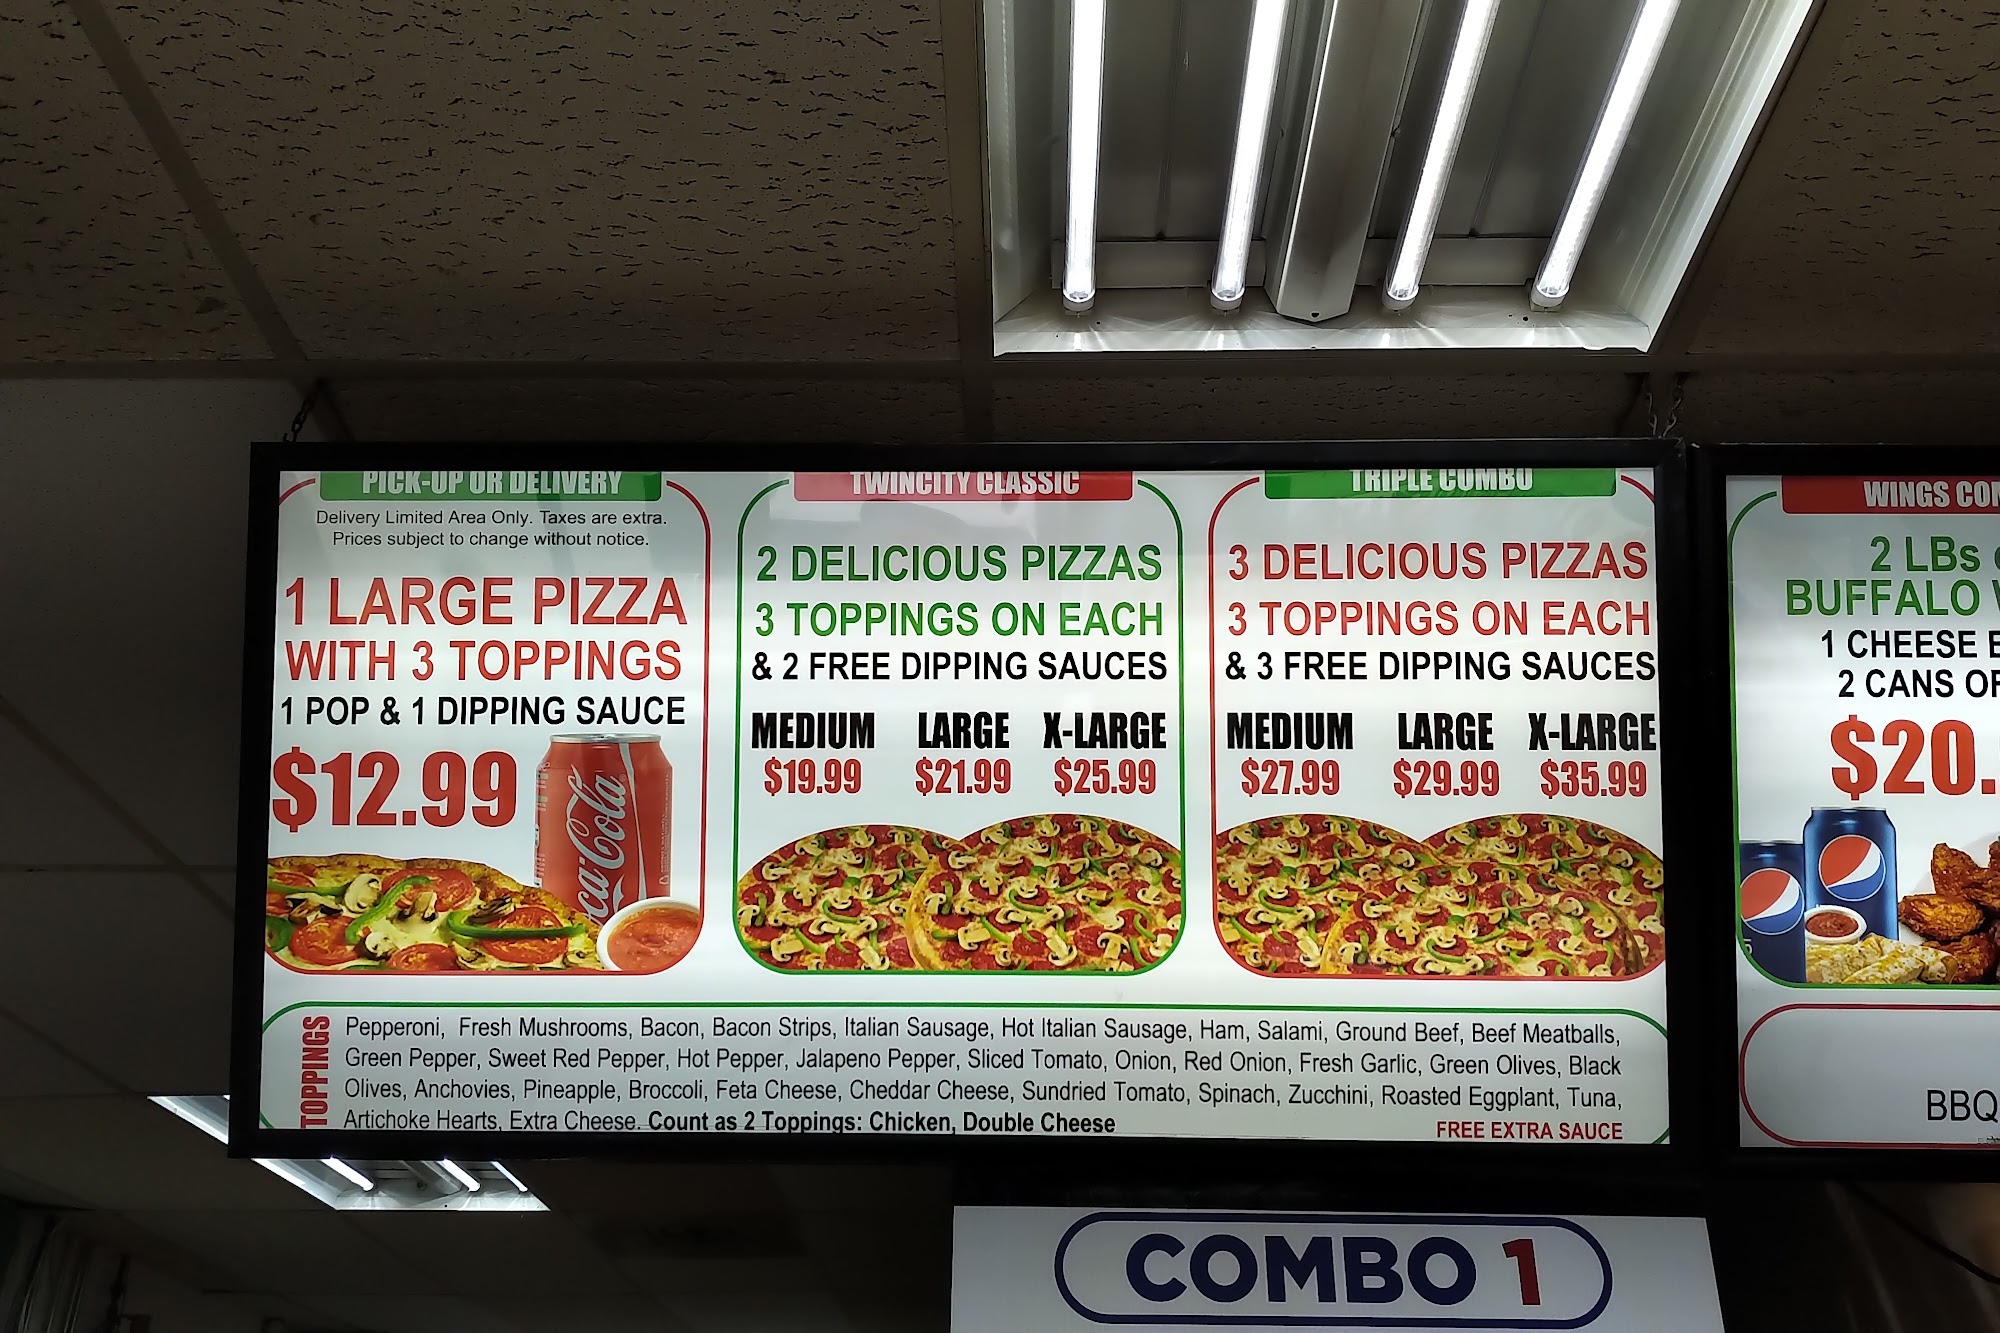 PICK-UP OR DELIVERY
Delivery Limited Area Only. Taxes are extra.
Prices subject to change without notice.
1 LARGE PIZZA
WITH 3 TOPPINGS
1 POP & 1 DIPPING SAUCE
$12.99
Coca-Cola
TWINCITY CLASSIC
2 DELICIOUS PIZZAS
3 TOPPINGS ON EACH
& 2 FREE DIPPING SAUCES
MEDIUM LARGE X-LARGE
$19.99 $21.99 $25.99
TRIPLE COMBO
3 DELICIOUS PIZZAS
3 TOPPINGS ON EACH
& 3 FREE DIPPING SAUCES
MEDIUM LARGE X-LARGE
$27.99 $29.99 $35.99
TOPPINGS
Pepperoni, Fresh Mushrooms, Bacon, Bacon Strips, Italian Sausage, Hot Italian Sausage, Ham, Salami, Ground Beef, Beef Meatballs,
Green Pepper, Sweet Red Pepper, Hot Pepper, Jalapeno Pepper, Sliced Tomato, Onion, Red Onion, Fresh Garlic, Green Olives, Black
Olives, Anchovies, Pineapple, Broccoli, Feta Cheese, Cheddar Cheese, Sundried Tomato, Spinach, Zucchini, Roasted Eggplant, Tuna,
Artichoke Hearts, Extra Cheese. Count as 2 Toppings: Chicken, Double Cheese
FREE EXTRA SAUCE
WINGS
2 LBs
BUFFALO
1 CHEESE
2 CANS
$20.
BBQ
COMBO 1